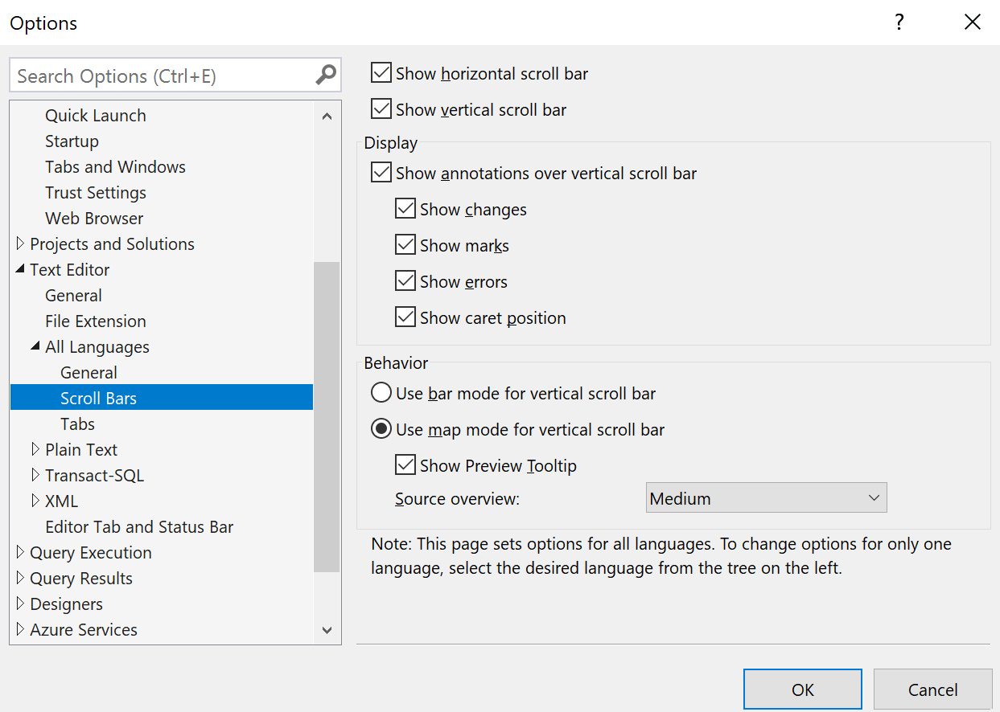 Options
?
Search Options (Ctrl+E)
Quick Launch
Startup
Tabs and Windows
Trust Settings
Web Browser
Projects and Solutions
Text Editor
General
File Extension
All Languages
General
Scroll Bars
Tabs
Plain Text
Transact-SQL
XML
Editor Tab and Status Bar
Query Execution
Query Results
Designers
Azure Services
Show horizontal scroll bar
Show vertical scroll bar
Display
Show annotations over vertical scroll bar
Show changes
Show marks
Show errors
Show caret position
Behavior
Use bar mode for vertical scroll bar
Use map mode for vertical scroll bar
Show Preview Tooltip
Source overview:
Medium
Note: This page sets options for all languages. To change options for only one
language, select the desired language from the tree on the left.
OK
Cancel